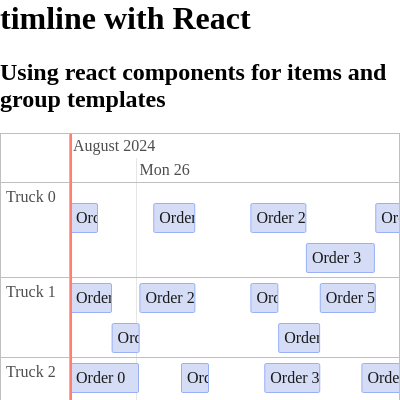 timline with React
Using react components for items and
group templates
August 2024
Mon 26
Truck 0
Ord
Order
Order 2
Or
Order 3
Truck 1
Order
Order 2
Ord
Order 5
Ord
Order
Truck 2
Order 0
Ord
Order 3
Orde